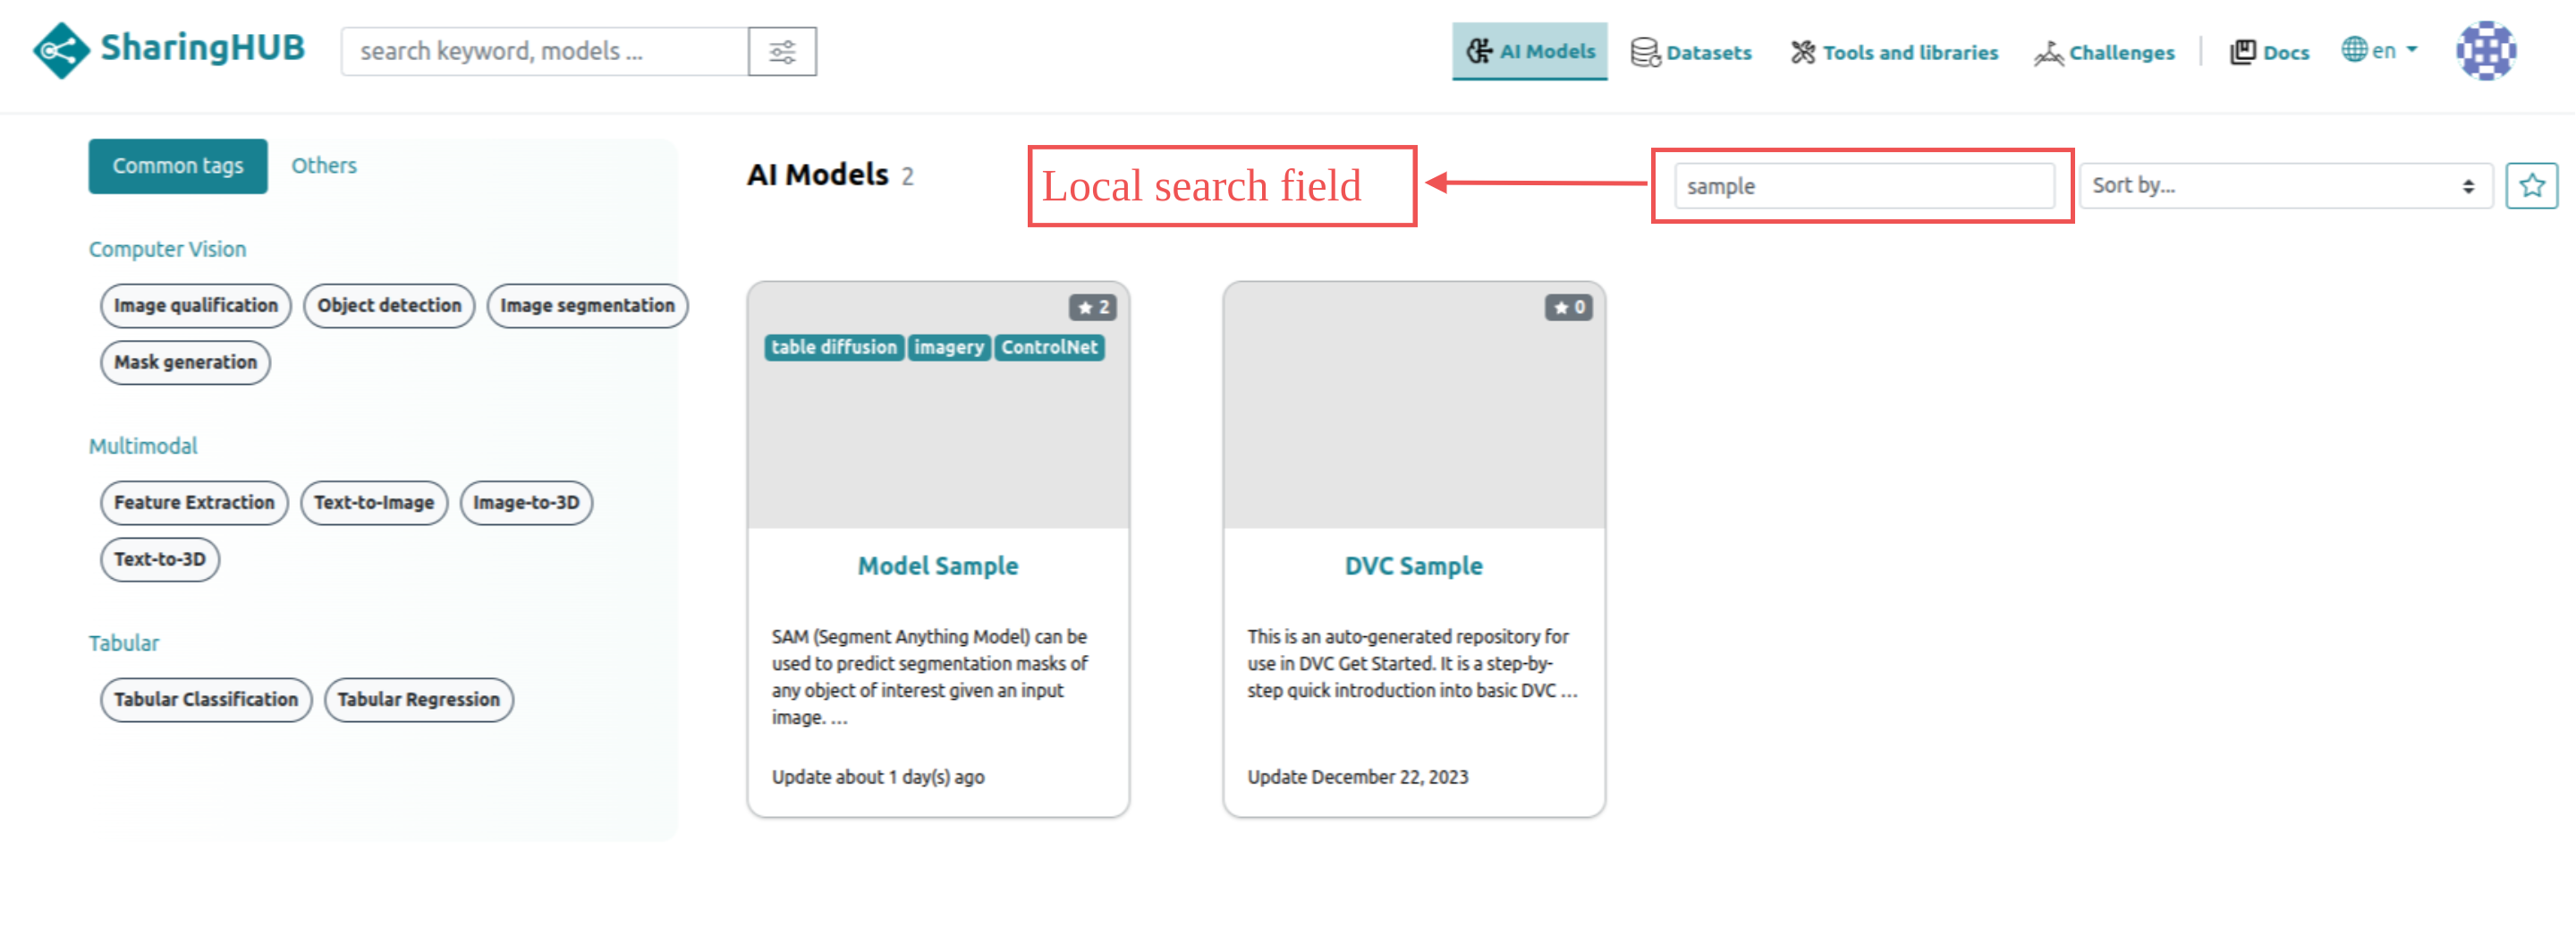 SharingHUB
search keyword, models ...
AI Models
Datasets
Tools and libraries
Challenges
Docs
en
Common tags
Others
Computer Vision
Image qualification
Object detection
Image segmentation
Mask generation
Multimodal
Feature Extraction
Text-to-Image
Image-to-3D
Text-to-3D
Tabular
Tabular Classification
Tabular Regression
AI Models 2
Local search field
sample
Sort by...
2
table diffusion
imagery
ControlNet
Model Sample
SAM (Segment Anything Model) can be
used to predict segmentation masks of
any object of interest given an input
image. ...
Update about 1 day(s) ago
0
DVC Sample
This is an auto-generated repository for
use in DVC Get Started. It is a step-by-
step quick introduction into basic DVC ...
Update December 22, 2023